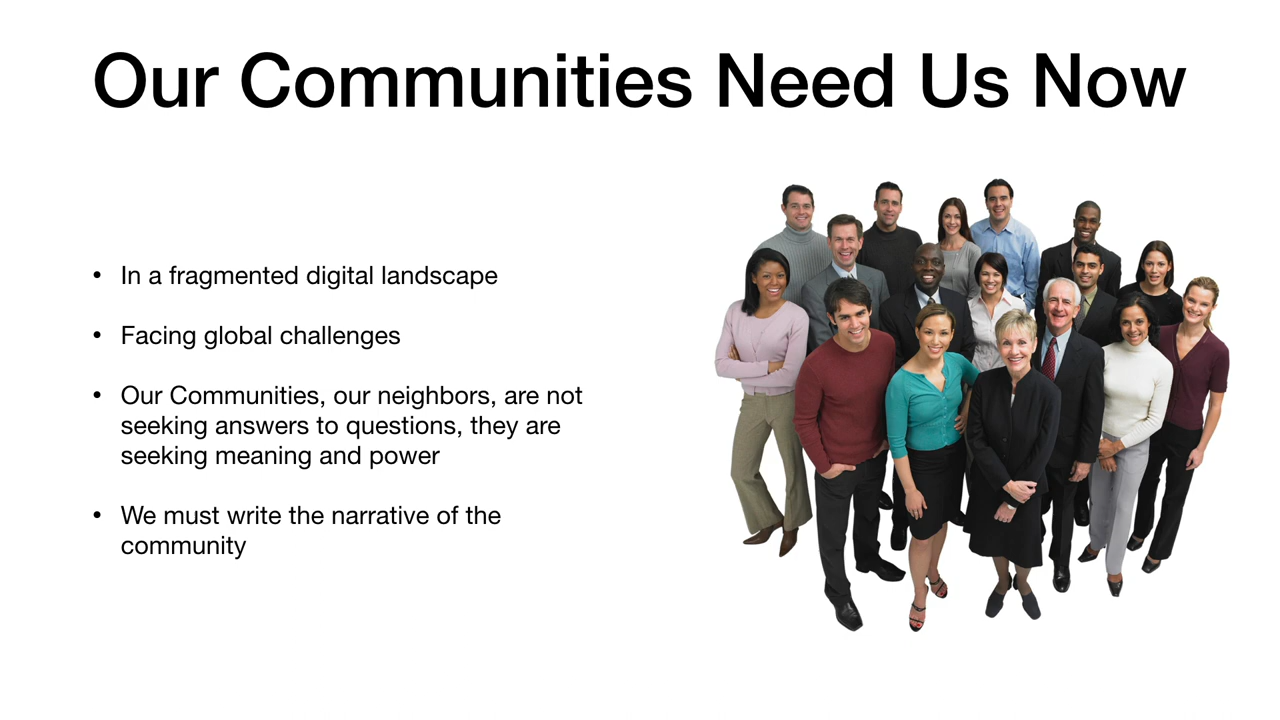 Our Communities Need Us Now
• In a fragmented digital landscape
• Facing global challenges
• Our Communities, our neighbors, are not
seeking answers to questions, they are
seeking meaning and power
• We must write the narrative of the
community